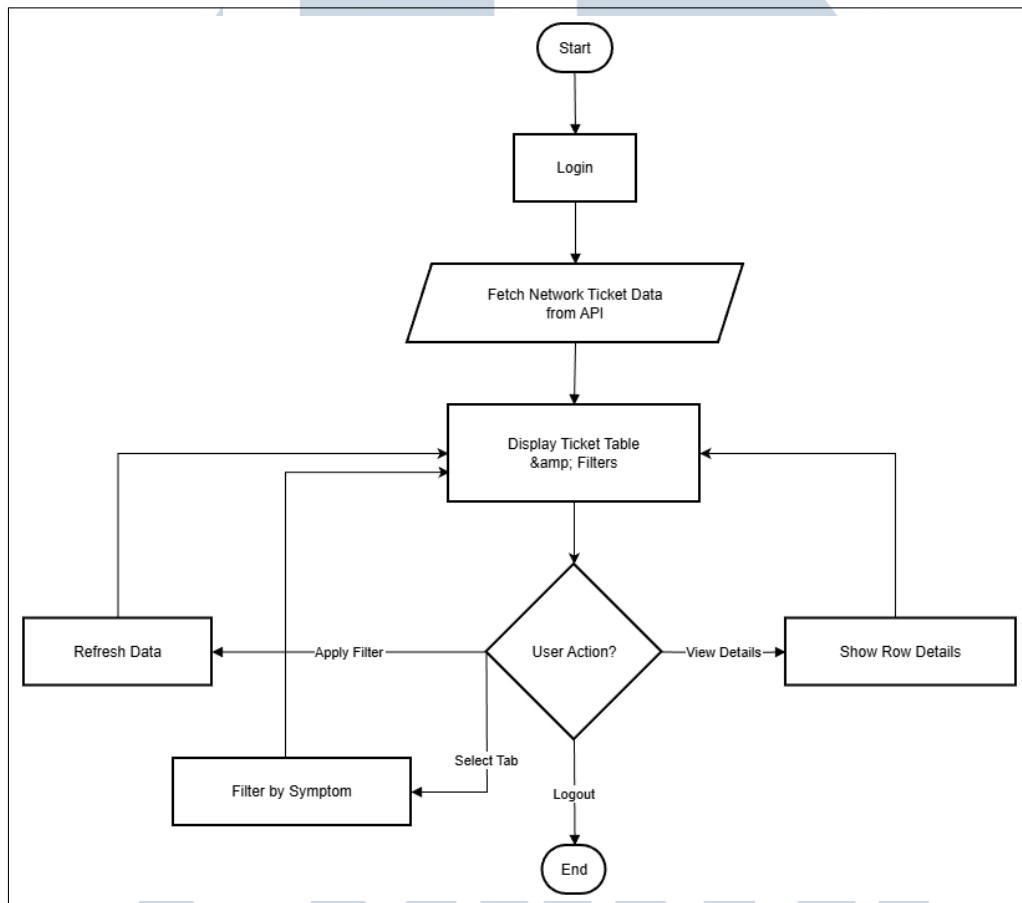 Start
Login
Fetch Network Ticket Data
from API
Display Ticket Table
&amp; Filters
Refresh Data
Apply Filter
User Action?
View Details
Show Row Details
Select Tab
Filter by Symptom
Logout
End